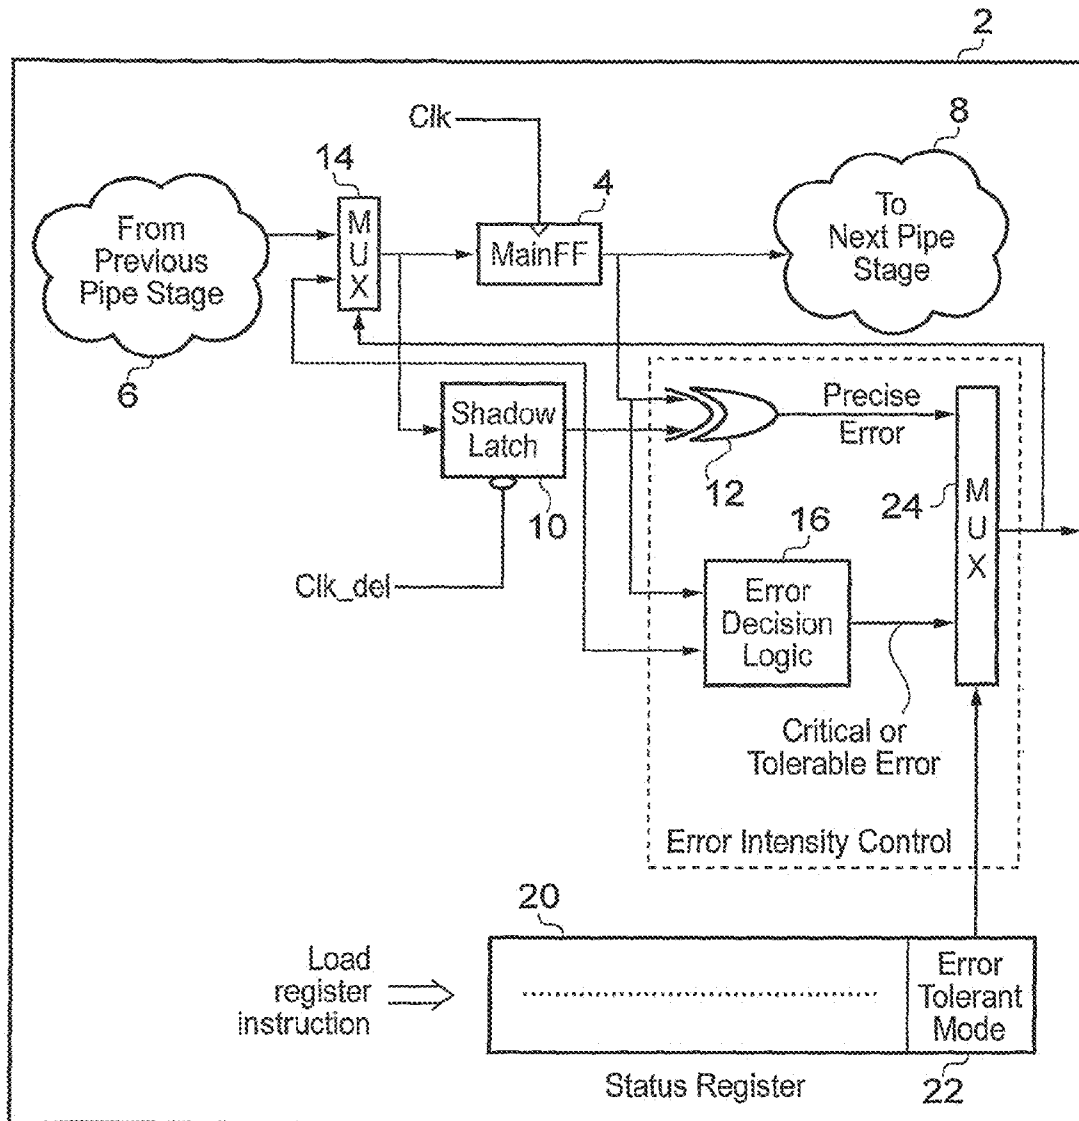 2
Clk
14
4
8
From
Previous
Pipe Stage
6
M
U
X
MainFF
To
Next Pipe
Stage
Shadow
Latch
10
Clk_del
12
Precise
Error
24
M
U
X
16
Error
Decision
Logic
Critical or
Tolerable Error
Error Intensity Control
20
Load
register
instruction
Error
Tolerant
Mode
Status Register
22